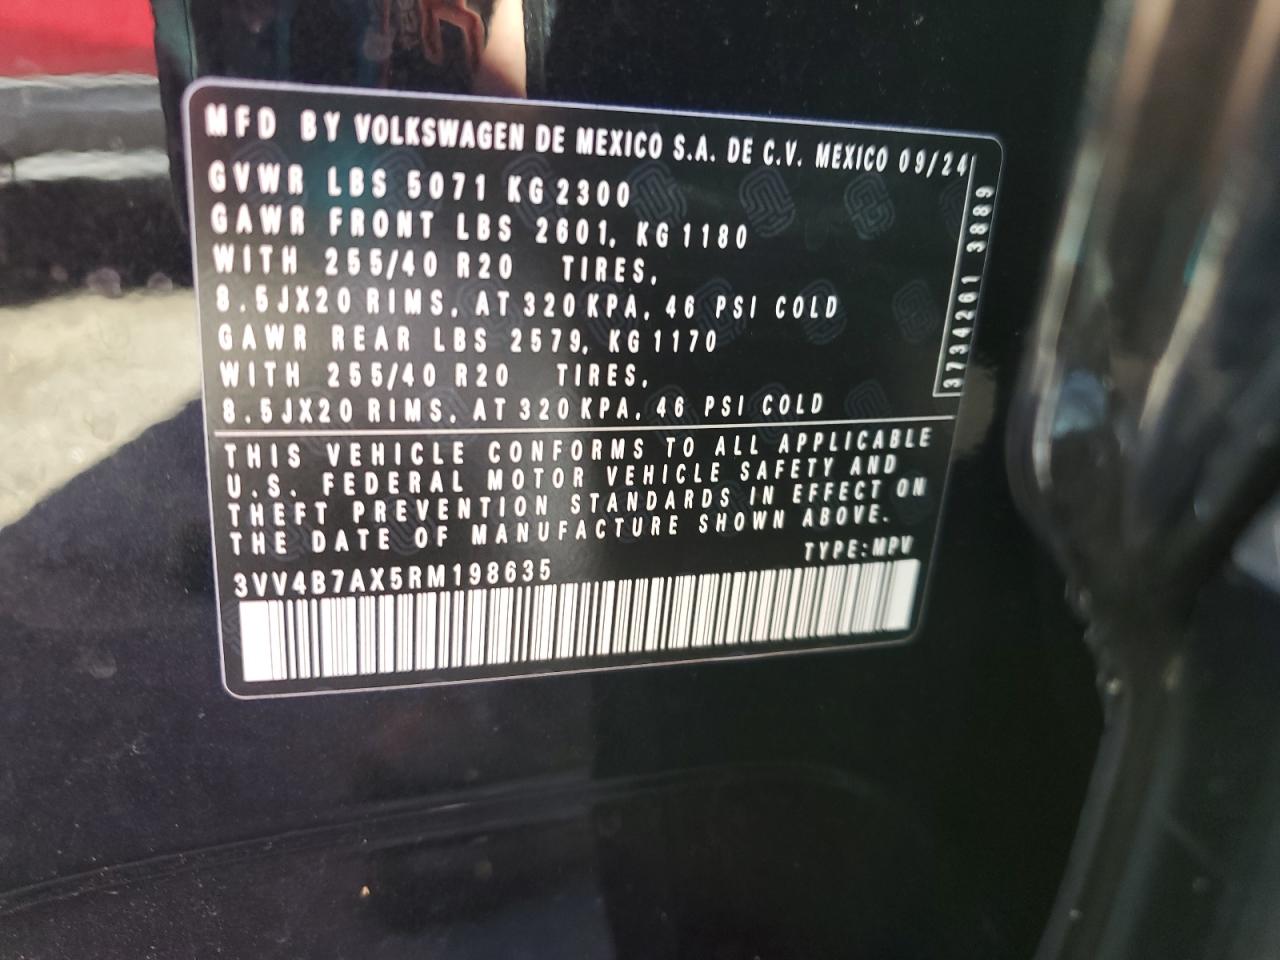 MFD BY VOLKSWAGEN DE MEXICO S.A. DE C.V. MEXICO 09/24
GVWR LBS 5071 KG 2300
GAWR FRONT LBS 2601, KG 1180
WITH 255/40 R20 TIRES,
8.5JX20 RIMS, AT 320 KPA, 46 PSI COLD
GAWR REAR LBS 2579, KG 1170
WITH 255/40 R20 TIRES,
8.5JX20 RIMS, AT 320 KPA, 46 PSI COLD
3734261 3889
THIS VEHICLE CONFORMS TO ALL APPLICABLE
U.S. FEDERAL MOTOR VEHICLE SAFETY AND
THEFT PREVENTION STANDARDS IN EFFECT ON
THE DATE OF MANUFACTURE SHOWN ABOVE.
TYPE:MPV
3VV4B7AX5RM198635